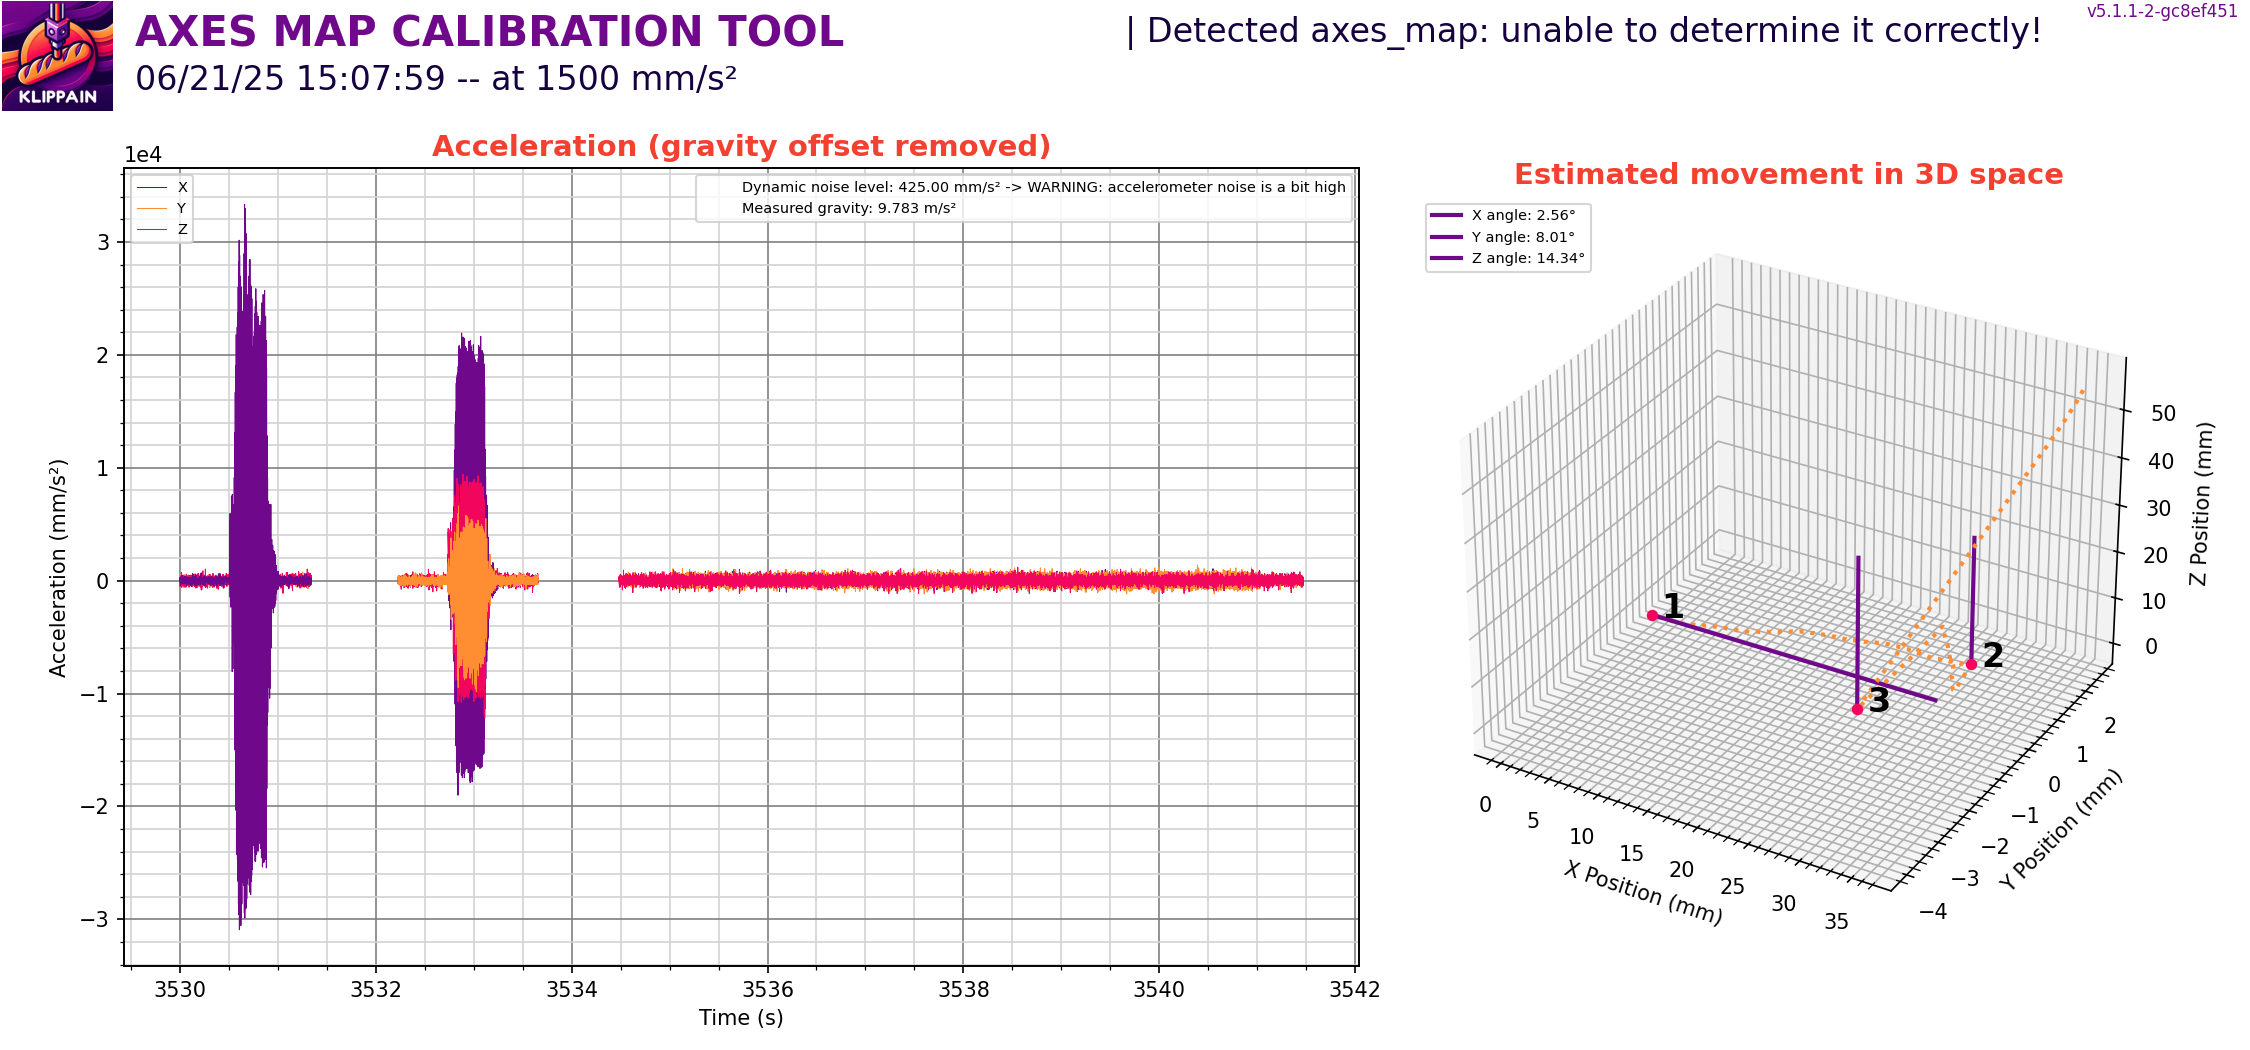 KLIPPAIN
AXES MAP CALIBRATION TOOL
06/21/25 15:07:59 -- at 1500 mm/s²
| Detected axes_map: unable to determine it correctly!
v5.1.1-2-gc8ef451
Acceleration (gravity offset removed)
1e4
X
Y
Z
Dynamic noise level: 425.00 mm/s² -> WARNING: accelerometer noise is a bit high
Measured gravity: 9.783 m/s²
Acceleration (mm/s²)
3
2
1
0
−1
−2
−3
3530
3532
3534
3536
3538
3540
3542
Time (s)
Estimated movement in 3D space
X angle: 2.56°
Y angle: 8.01°
Z angle: 14.34°
1
2
3
50
40
30
20
10
0
Z Position (mm)
0
5
10
15
20
25
30
35
X Position (mm)
2
1
0
−1
−2
−3
−4
Y Position (mm)